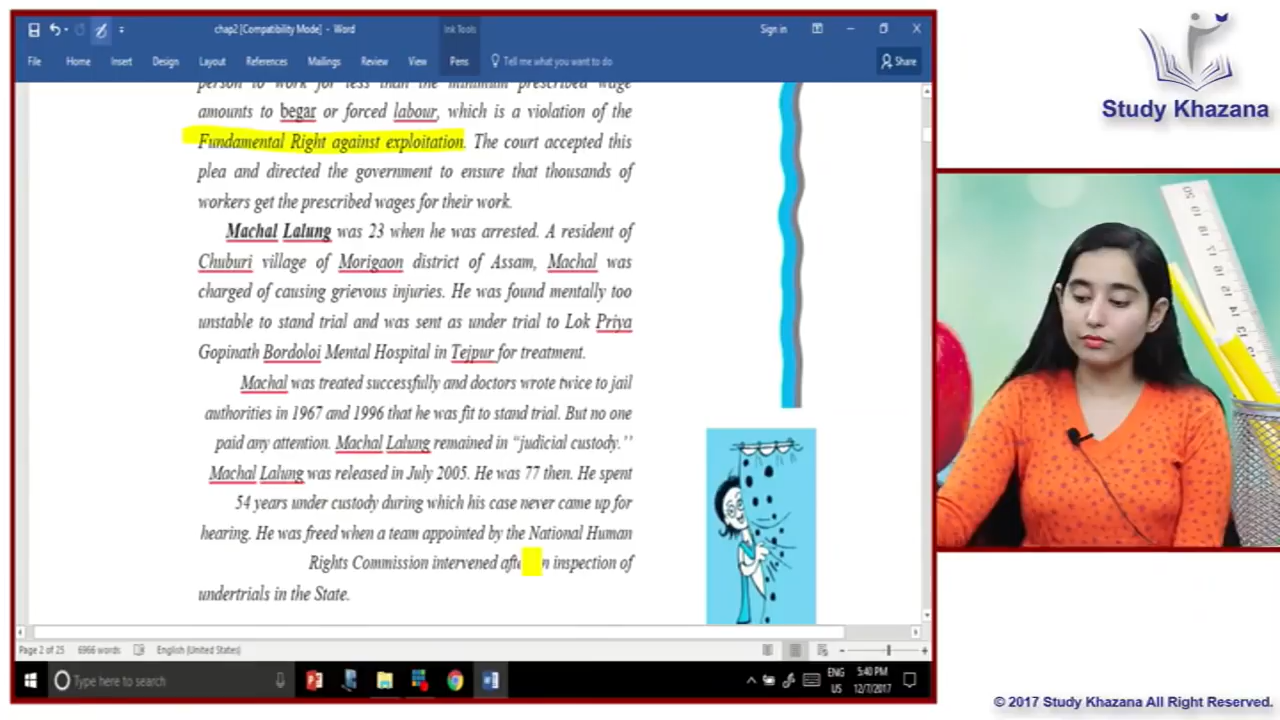 chap2 [Compatibility Mode] - Word
Ink Tools
Sign in
File
Home
Insert
Design
Layout
References
Mailings
Review
View
Pens
Tell me what you want to do
Share
person to work for less than the minimum prescribed wage
amounts to begar or forced labour, which is a violation of the
Fundamental Right against exploitation. The court accepted this
plea and directed the government to ensure that thousands of
workers get the prescribed wages for their work.
Machal Lalung was 23 when he was arrested. A resident of
Chuburi village of Morigaon district of Assam, Machal was
charged of causing grievous injuries. He was found mentally too
unstable to stand trial and was sent as under trial to Lok Priya
Gopinath Bordoloi Mental Hospital in Tejpur for treatment.
Machal was treated successfully and doctors wrote twice to jail
authorities in 1967 and 1996 that he was fit to stand trial. But no one
paid any attention. Machal Lalung remained in “judicial custody.’’
Machal Lalung was released in July 2005. He was 77 then. He spent
54 years under custody during which his case never came up for
hearing. He was freed when a team appointed by the National Human
Rights Commission intervened afte n inspection of
undertrials in the State.
Page 2 of 25
6966 words
English (United States)
Type here to search
ENG
US
5:40 PM
12/7/2017
Study Khazana
© 2017 Study Khazana All Right Reserved.